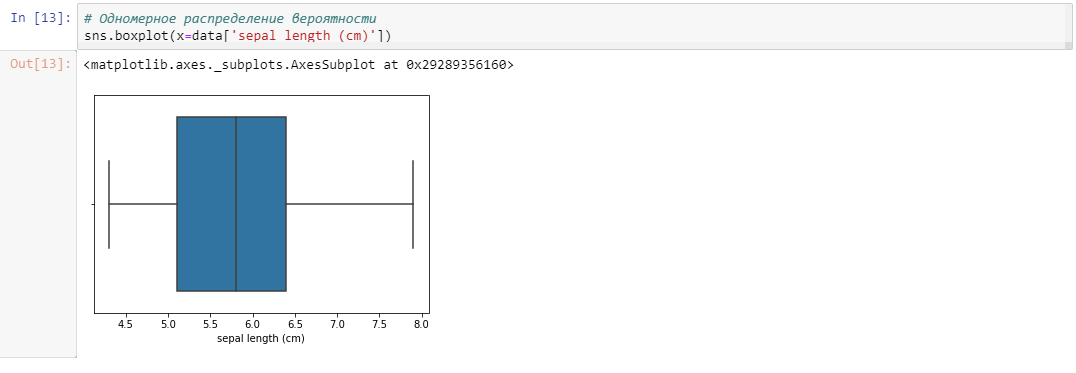 In [13]: # Одномерное распределение вероятности
sns.boxplot(x=data['sepal length (cm)'])
Out[13]: <matplotlib.axes._subplots.AxesSubplot at 0x29289356160>
4.5 5.0 5.5 6.0 6.5 7.0 7.5 8.0
sepal length (cm)